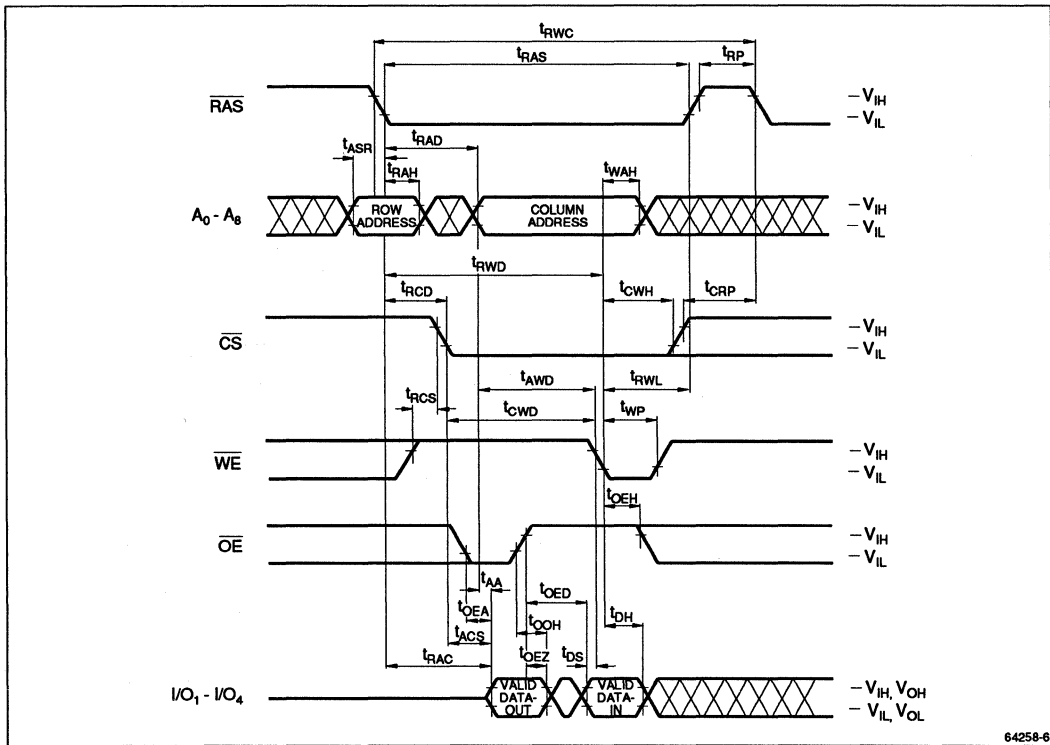 tRWC
tRAS
tRP
RAS
– VIH
– VIL
tASR
tRAD
tRAH
tWAH
A0 - A8
ROW
ADDRESS
COLUMN
ADDRESS
– VIH
– VIL
tRWD
tRCD
tCWH
tCRP
CS
– VIH
– VIL
tRCS
tAWD
tRWL
tCWD
tWP
WE
– VIH
– VIL
tOEH
OE
– VIH
– VIL
tAA
tOEA
tOED
tACS
tOOH
tDH
tRAC
tOEZ
tDS
I/O1 - I/O4
VALID
DATA-
OUT
VALID
DATA-
IN
– VIH, VOH
– VIL, VOL
64258-6